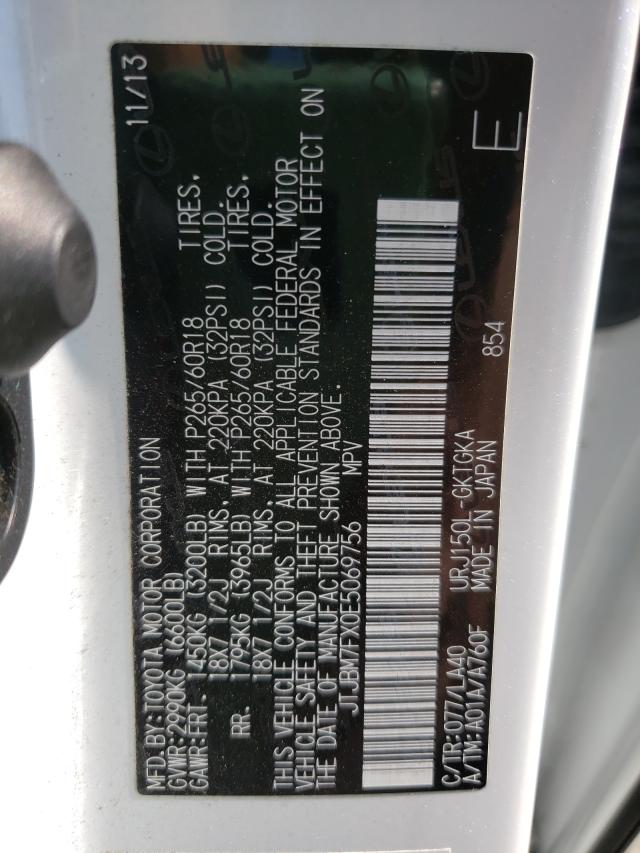 MFD. BY: TOYOTA MOTOR CORPORATION 11/13
GVWR: 2990KG (6600LB)
GAWR: FRT. 1450KG (3200LB) WITH P265/60R18 TIRES,
18X7 1/2J RIMS, AT 220KPA (32PSI) COLD.
RR. 1795KG (3965LB) WITH P265/60R18 TIRES,
18X7 1/2J RIMS, AT 220KPA (32PSI) COLD.
THIS VEHICLE CONFORMS TO ALL APPLICABLE FEDERAL MOTOR
VEHICLE SAFETY AND THEFT PREVENTION STANDARDS IN EFFECT ON
THE DATE OF MANUFACTURE SHOWN ABOVE.
JTJBM7FX0E5069756 MPV
C/TR: 077/LA40 URJ150L-GKTGKA 854
A/TM: A01A/A760F MADE IN JAPAN
E